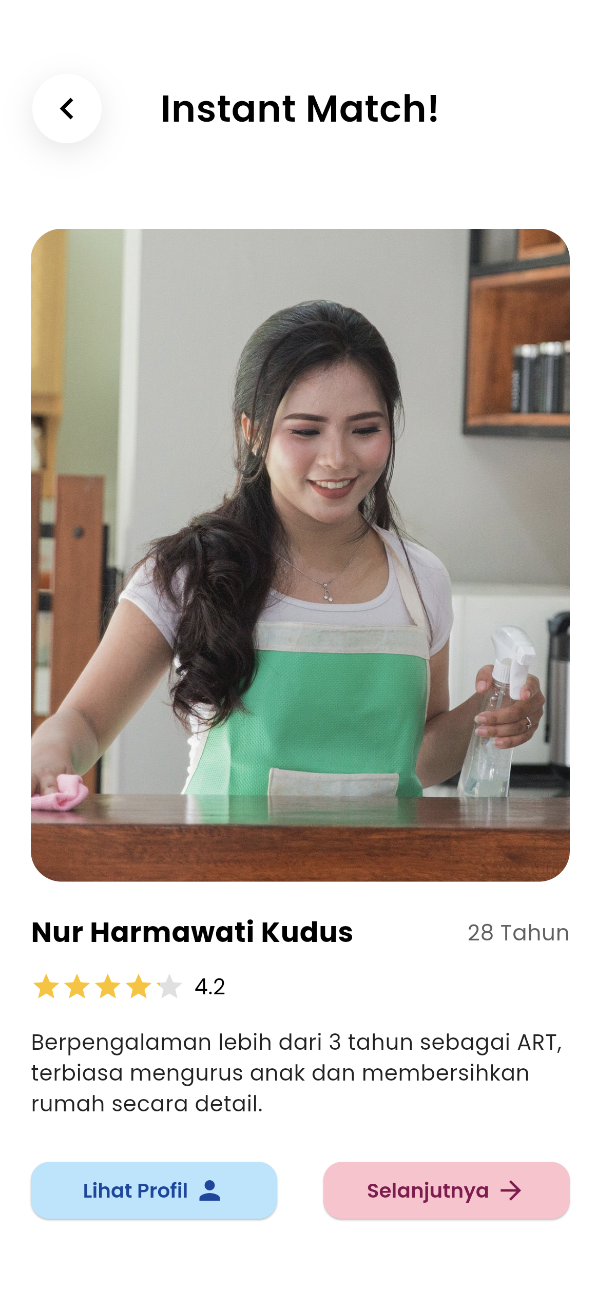 Instant Match!
Nur Harmawati Kudus
28 Tahun
4.2
Berpengalaman lebih dari 3 tahun sebagai ART,
terbiasa mengurus anak dan membersihkan
rumah secara detail.
Lihat Profil
Selanjutnya